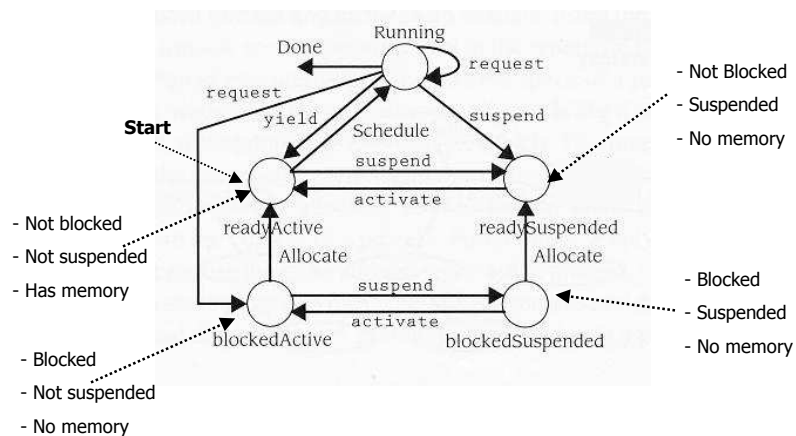 Running
Done
request
request
yield
suspend
Start
Schedule
- Not Blocked
- Suspended
- No memory
suspend
activate
- Not blocked
- Not suspended
- Has memory
readyActive
readySuspended
Allocate
Allocate
- Blocked
- Suspended
- No memory
suspend
activate
blockedActive
blockedSuspended
- Blocked
- Not suspended
- No memory